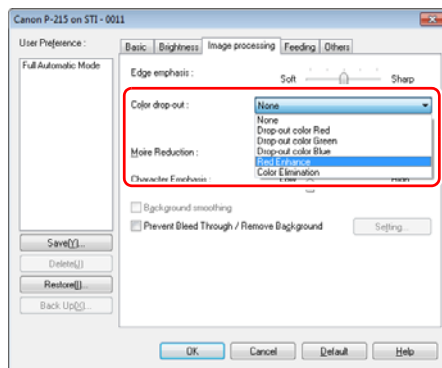 Canon P-215 on STI - 0011
User Preference :
Full Automatic Mode
Basic Brightness Image processing Feeding Others
Edge emphasis :
Soft Sharp
Color drop-out :
None
None
Drop-out color Red
Drop-out color Green
Drop-out color Blue
Red Enhance
Color Elimination
Moire Reduction :
Character Emphasis :
Background smoothing
Prevent Bleed Through / Remove Background
Setting...
Save(Y)...
Delete(J)
Restore(I)...
Back Up(X)...
OK Cancel Default Help